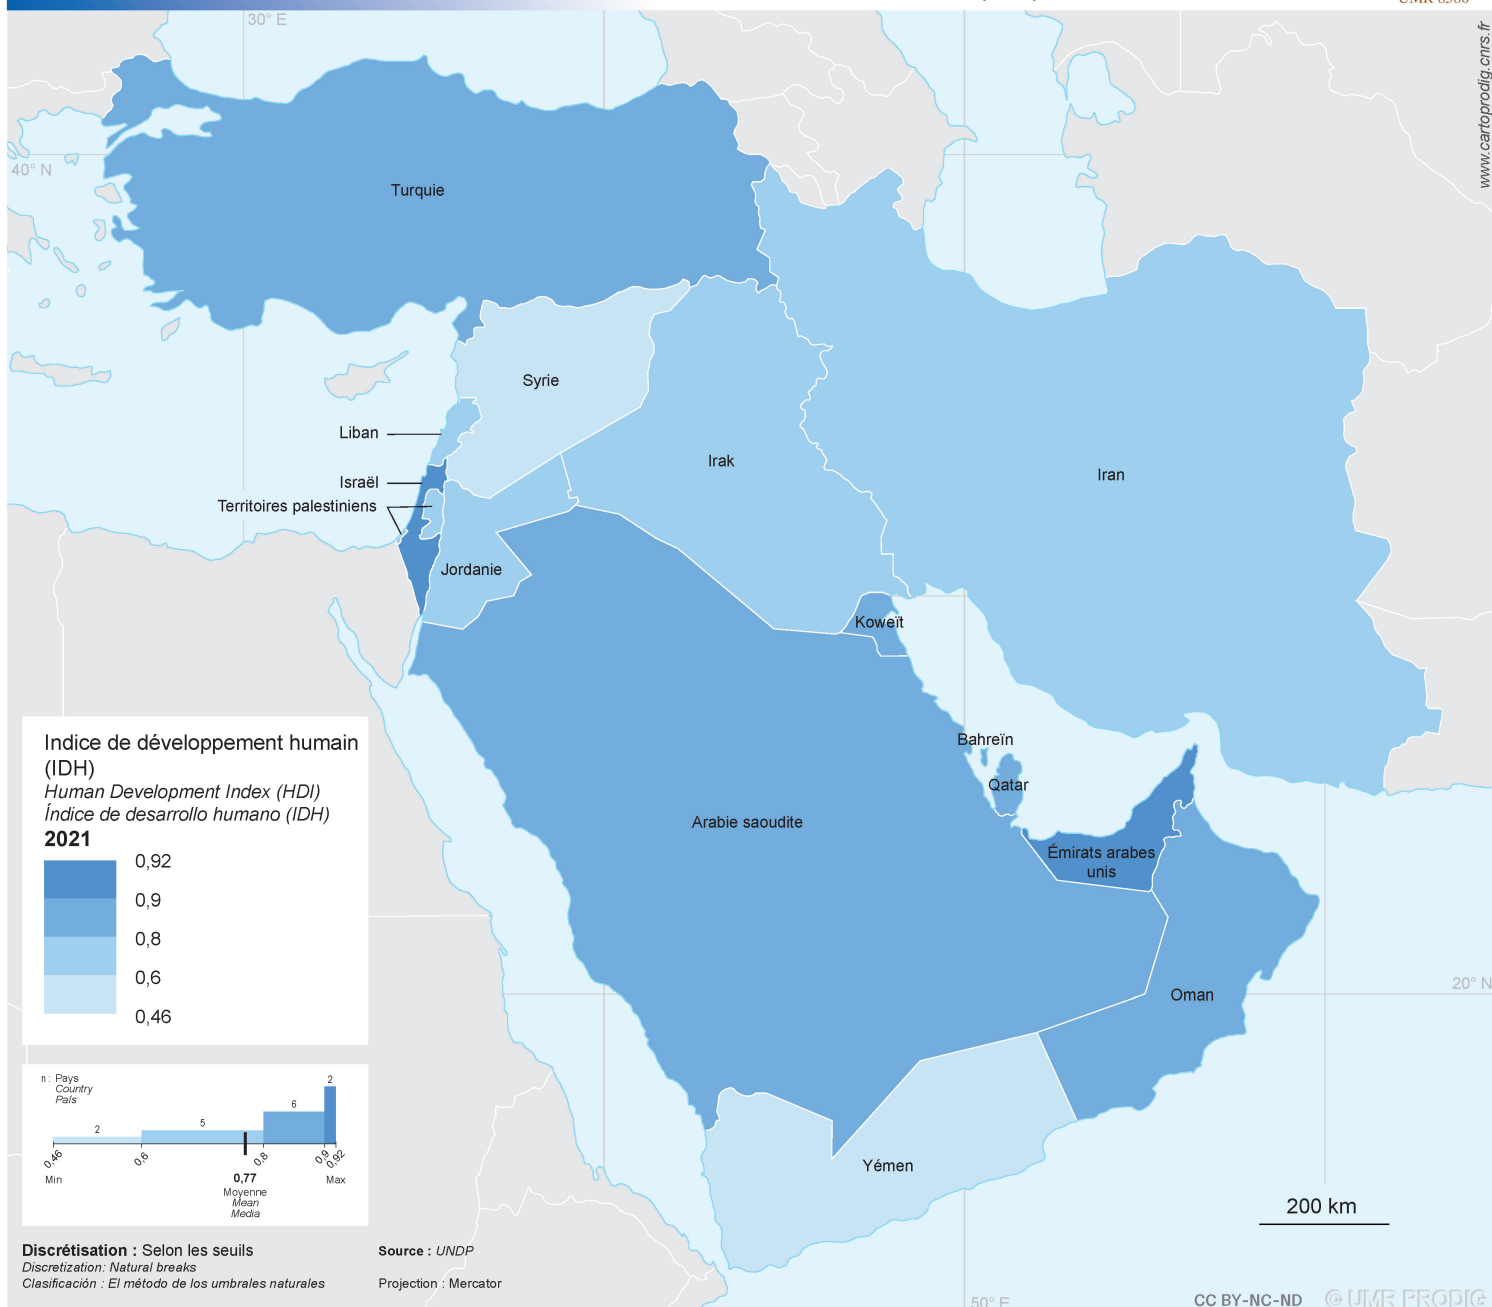 30° E
www.cartoprodig.cnrs.fr
40° N
Turquie
Syrie
Liban
Irak
Iran
Israël
Territoires palestiniens
Jordanie
Koweït
Bahreïn
Qatar
Arabie saoudite
Émirats arabes
unis
Oman
20° N
Yémen
Indice de développement humain
(IDH)
Human Development Index (HDI)
Índice de desarrollo humano (IDH)
2021
0,92
0,9
0,8
0,6
0,46
n : Pays
Country
País
2
5
6
2
0,46
0,6
0,8
0,9
0,92
Min
0,77
Max
Moyenne
Mean
Media
200 km
Discrétisation : Selon les seuils
Discretization: Natural breaks
Clasificación : El método de los umbrales naturales
Source : UNDP
Projection : Mercator
50° E
CC BY-NC-ND
© UMR PRODIG